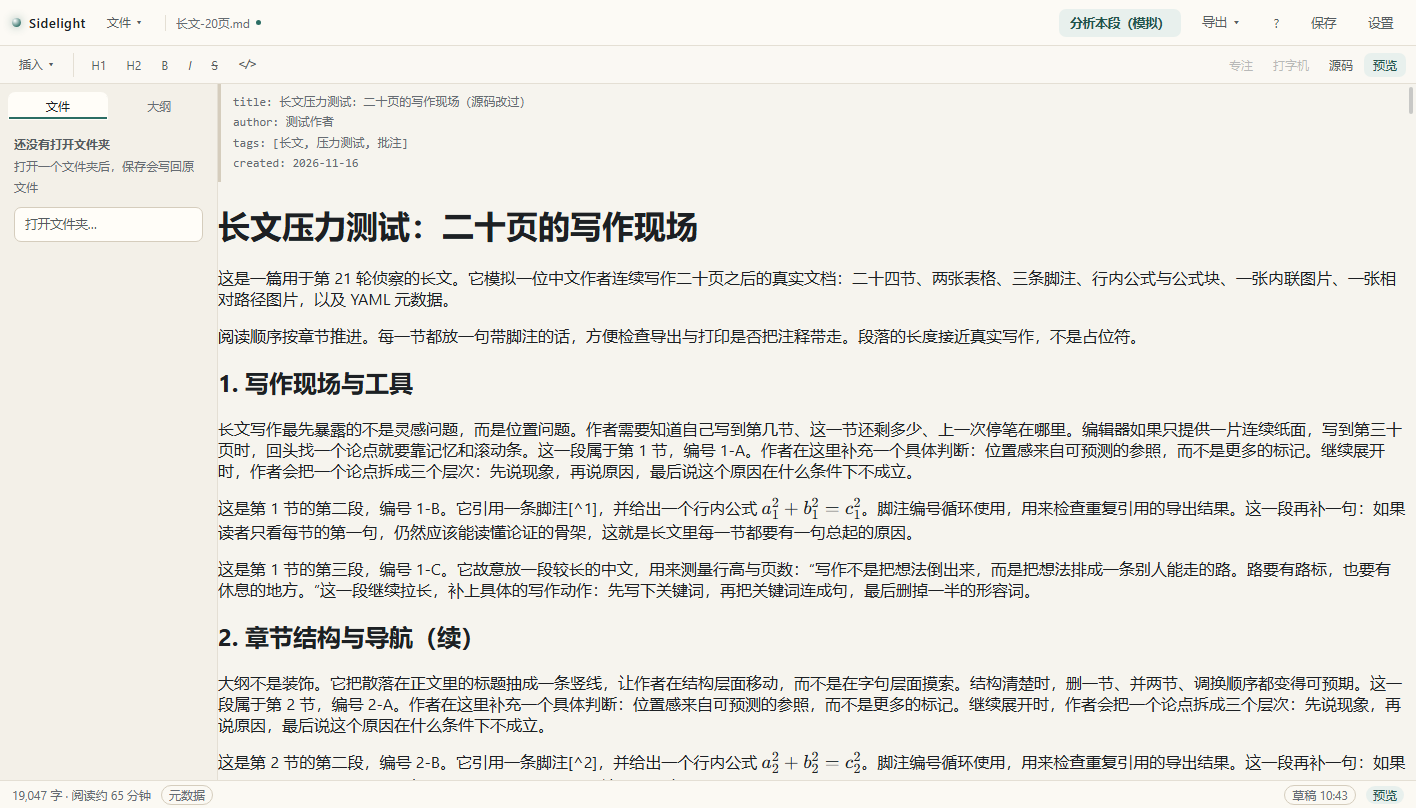 Sidelight 文件 长文-20页.md 分析本段（模拟） 导出 ? 保存 设置
插入 H1 H2 B I S </> 专注 打字机 源码 预览
文件 大纲
还没有打开文件夹
打开一个文件夹后，保存会写回原
文件
打开文件夹...
title: 长文压力测试：二十页的写作现场（源码改过）
author: 测试作者
tags: [长文, 压力测试, 批注]
created: 2026-11-16
长文压力测试：二十页的写作现场
这是一篇用于第 21 轮侦察的长文。它模拟一位中文作者连续写作二十页之后的真实文档：二十四节、两张表格、三条脚注、行内公式与公式块、一张内联图片、一张相
对路径图片，以及 YAML 元数据。
阅读顺序按章节推进。每一节都放一句带脚注的话，方便检查导出与打印是否把注释带走。段落的长度接近真实写作，不是占位符。
1. 写作现场与工具
长文写作最先暴露的不是灵感问题，而是位置问题。作者需要知道自己写到第几节、这一节还剩多少、上一次停笔在哪里。编辑器如果只提供一片连续纸面，写到第三十
页时，回头找一个论点就要靠记忆和滚动条。这一段属于第 1 节，编号 1-A。作者在这里补充一个具体判断：位置感来自可预测的参照，而不是更多的标记。继续展开
时，作者会把一个论点拆成三个层次：先说现象，再说原因，最后说这个原因在什么条件下不成立。
这是第 1 节的第二段，编号 1-B。它引用一条脚注[^1]，并给出一个行内公式 a₁² + b₁² = c₁²。脚注编号循环使用，用来检查重复引用的导出结果。这一段再补一句：如果
读者只看每节的第一句，仍然应该能读懂论证的骨架，这就是长文里每一节都要有一句总起的原因。
这是第 1 节的第三段，编号 1-C。它故意放一段较长的中文，用来测量行高与页数：“写作不是把想法倒出来，而是把想法排成一条别人能走的路。路要有路标，也要有
休息的地方。”这一段继续拉长，补上具体的写作动作：先写下关键词，再把关键词连成句，最后删掉一半的形容词。
2. 章节结构与导航（续）
大纲不是装饰。它把散落在正文里的标题抽成一条竖线，让作者在结构层面移动，而不是在字句层面摸索。结构清楚时，删一节、并两节、调换顺序都变得可预期。这一
段属于第 2 节，编号 2-A。作者在这里补充一个具体判断：位置感来自可预测的参照，而不是更多的标记。继续展开时，作者会把一个论点拆成三个层次：先说现象，再
说原因，最后说这个原因在什么条件下不成立。
这是第 2 节的第二段，编号 2-B。它引用一条脚注[^2]，并给出一个行内公式 a₂² + b₂² = c₂²。脚注编号循环使用，用来检查重复引用的导出结果。这一段再补一句：如果
19,047 字 · 阅读约 65 分钟 元数据 草稿 10:43 预览